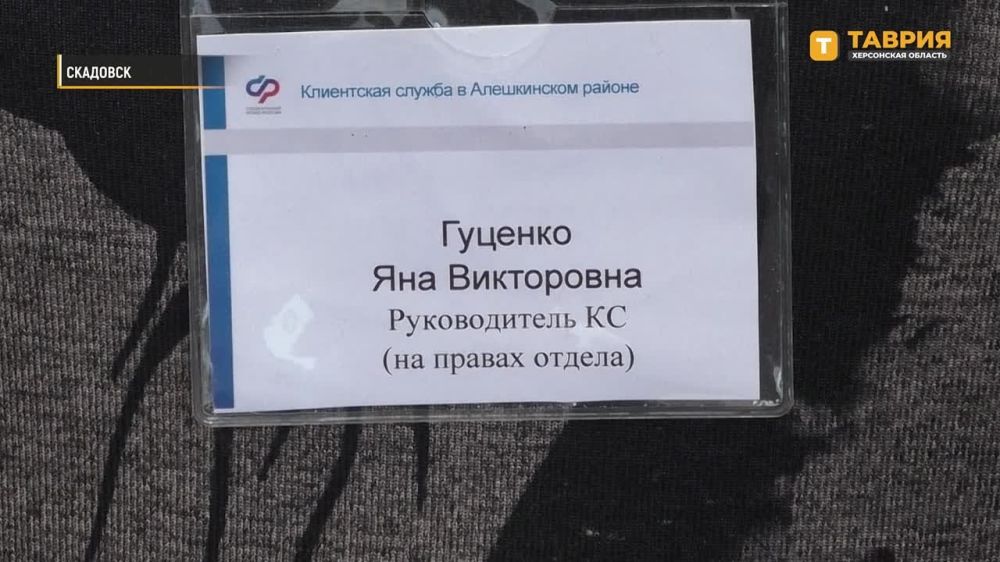 СКАДОВСК
Т ТАВРИЯ
ХЕРСОНСКАЯ ОБЛАСТЬ
Клиентская служба в Алешкинском районе
Гуценко
Яна Викторовна
Руководитель КС
(на правах отдела)